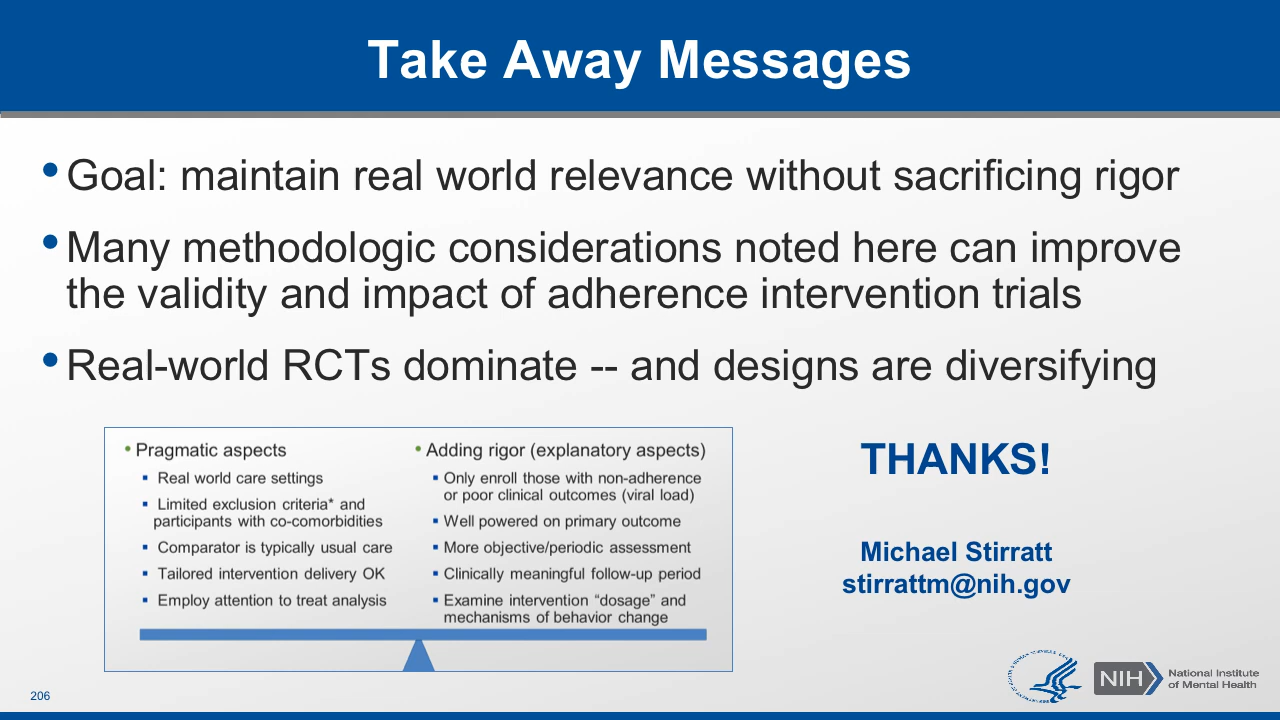 Take Away Messages
• Goal: maintain real world relevance without sacrificing rigor
• Many methodologic considerations noted here can improve
the validity and impact of adherence intervention trials
• Real-world RCTs dominate -- and designs are diversifying
• Pragmatic aspects
▪ Real world care settings
▪ Limited exclusion criteria* and
participants with co-comorbidities
▪ Comparator is typically usual care
▪ Tailored intervention delivery OK
▪ Employ attention to treat analysis
• Adding rigor (explanatory aspects)
▪ Only enroll those with non-adherence
or poor clinical outcomes (viral load)
▪ Well powered on primary outcome
▪ More objective/periodic assessment
▪ Clinically meaningful follow-up period
▪ Examine intervention “dosage” and
mechanisms of behavior change
THANKS!
Michael Stirratt
stirrattm@nih.gov
NIH
National Institute
of Mental Health
206